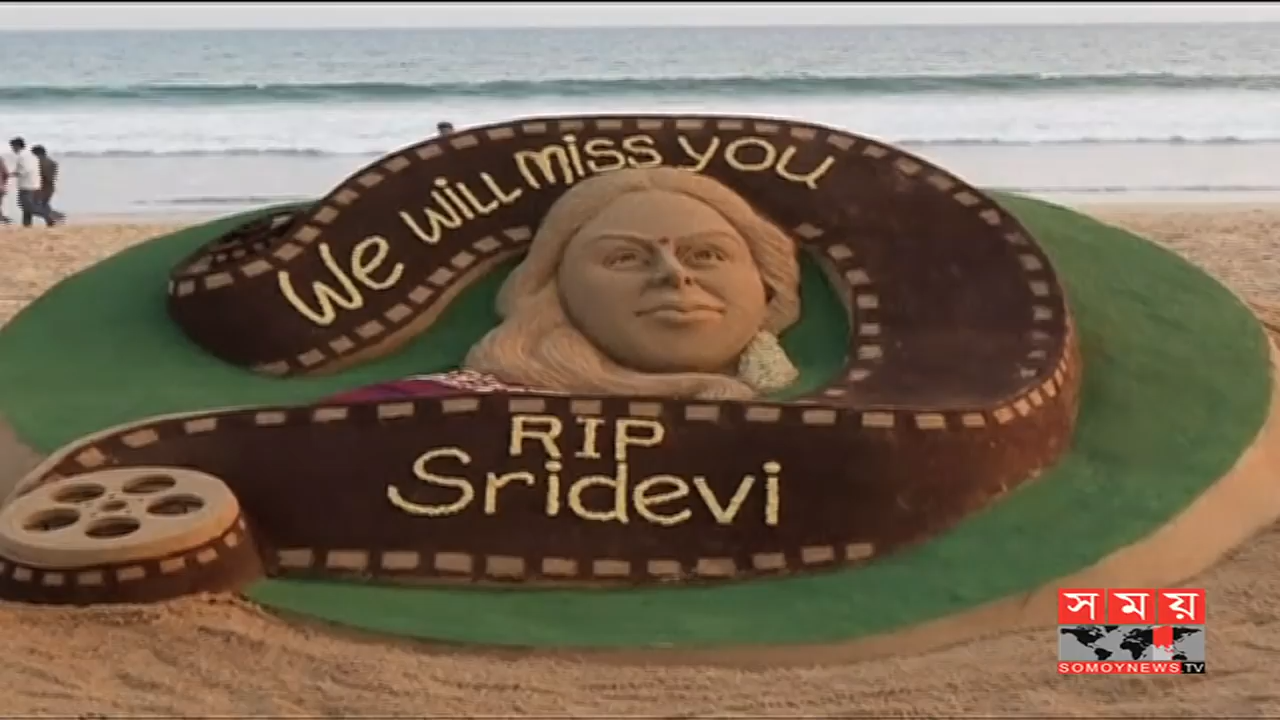 We will miss you
RIP
Sridevi
সময়
SOMOYNEWS.TV